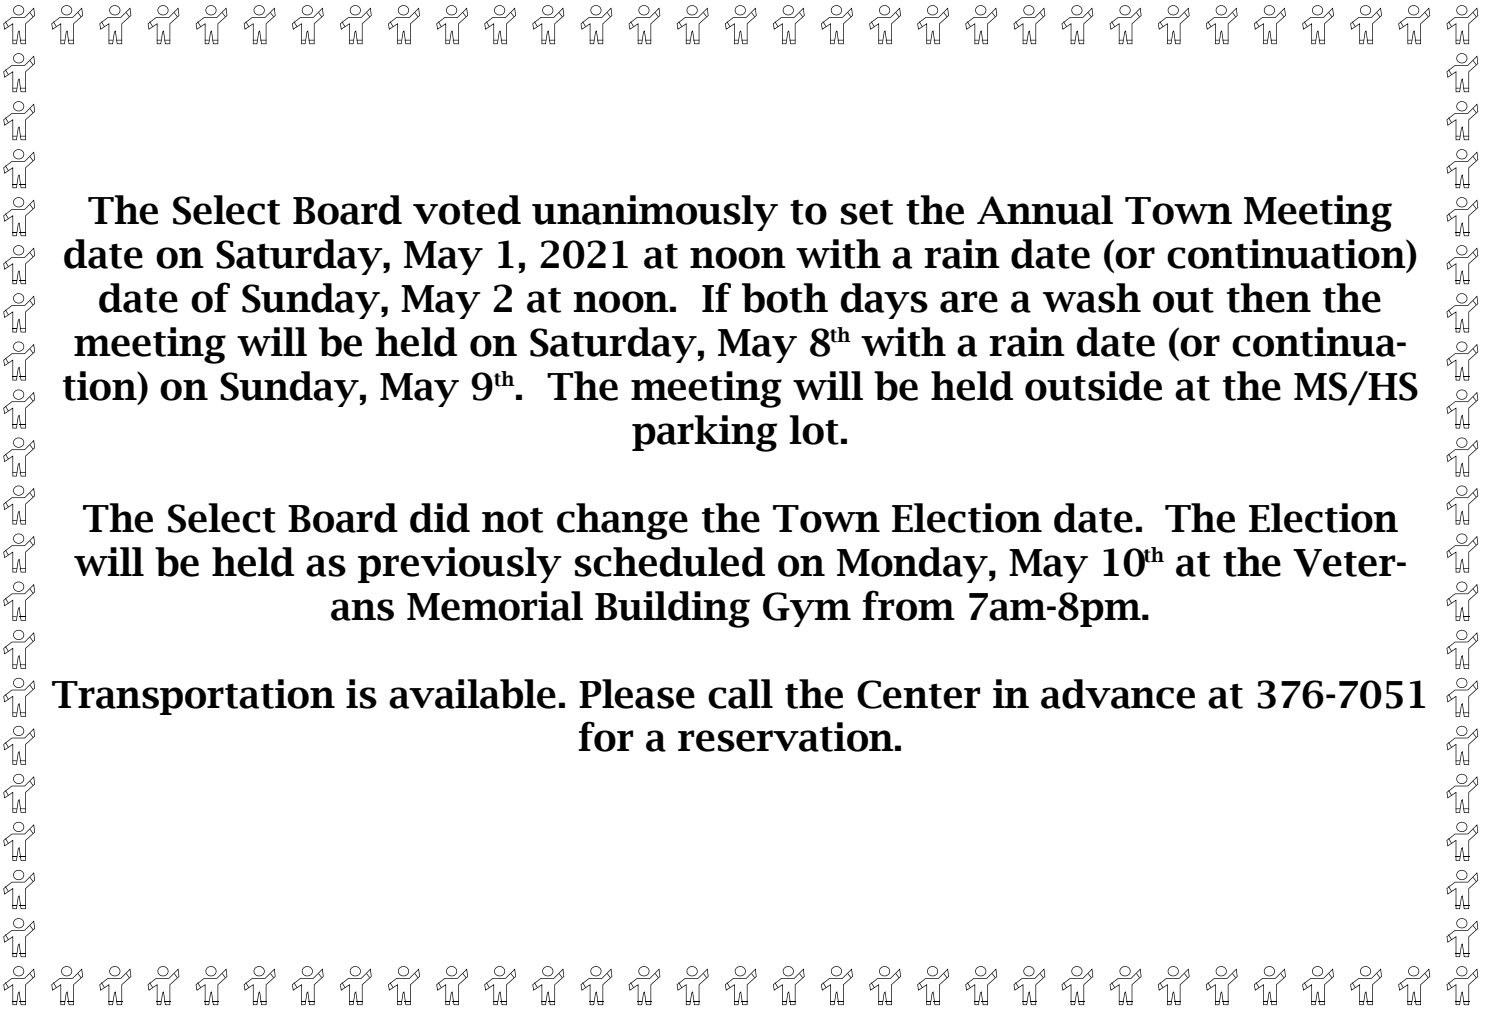 The Select Board voted unanimously to set the Annual Town Meeting
date on Saturday, May 1, 2021 at noon with a rain date (or continuation)
date of Sunday, May 2 at noon.  If both days are a wash out then the
meeting will be held on Saturday, May 8th with a rain date (or continua-
tion) on Sunday, May 9th.  The meeting will be held outside at the MS/HS
parking lot.
The Select Board did not change the Town Election date.  The Election
will be held as previously scheduled on Monday, May 10th at the Veter-
ans Memorial Building Gym from 7am-8pm.
Transportation is available. Please call the Center in advance at 376-7051
for a reservation.